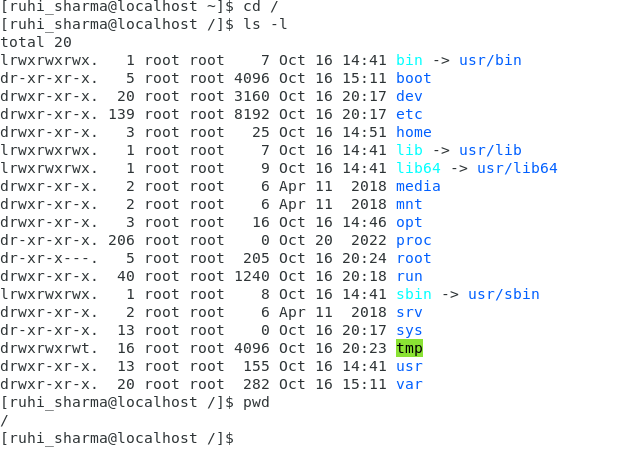 [ruhi_sharma@localhost ~]$ cd /
[ruhi_sharma@localhost /]$ ls -l
total 20
lrwxrwxrwx.   1 root root    7 Oct 16 14:41 bin -> usr/bin
dr-xr-xr-x.   5 root root 4096 Oct 16 15:11 boot
drwxr-xr-x.  20 root root 3160 Oct 16 20:17 dev
drwxr-xr-x. 139 root root 8192 Oct 16 20:17 etc
drwxr-xr-x.   3 root root   25 Oct 16 14:51 home
lrwxrwxrwx.   1 root root    7 Oct 16 14:41 lib -> usr/lib
lrwxrwxrwx.   1 root root    9 Oct 16 14:41 lib64 -> usr/lib64
drwxr-xr-x.   2 root root    6 Apr 11  2018 media
drwxr-xr-x.   2 root root    6 Apr 11  2018 mnt
drwxr-xr-x.   3 root root   16 Oct 16 14:46 opt
dr-xr-xr-x. 206 root root    0 Oct 20  2022 proc
dr-xr-x---.   5 root root  205 Oct 16 20:24 root
drwxr-xr-x.  40 root root 1240 Oct 16 20:18 run
lrwxrwxrwx.   1 root root    8 Oct 16 14:41 sbin -> usr/sbin
drwxr-xr-x.   2 root root    6 Apr 11  2018 srv
dr-xr-xr-x.  13 root root    0 Oct 16 20:17 sys
drwxrwxrwt.  16 root root 4096 Oct 16 20:23 tmp
drwxr-xr-x.  13 root root  155 Oct 16 14:41 usr
drwxr-xr-x.  20 root root  282 Oct 16 15:11 var
[ruhi_sharma@localhost /]$ pwd
/
[ruhi_sharma@localhost /]$